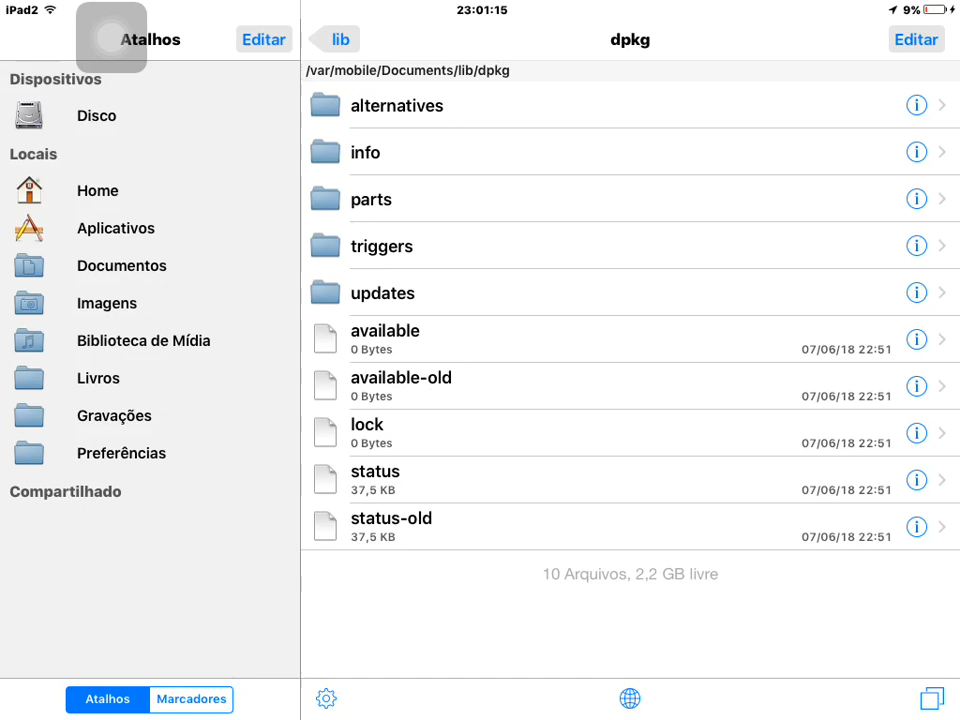 iPad2 23:01:15 9%
Atalhos Editar
lib dpkg Editar
/var/mobile/Documents/lib/dpkg
Dispositivos
Disco
Locais
Home
Aplicativos
Documentos
Imagens
Biblioteca de Mídia
Livros
Gravações
Preferências
Compartilhado
Atalhos Marcadores
alternatives
info
parts
triggers
updates
available
0 Bytes 07/06/18 22:51
available-old
0 Bytes 07/06/18 22:51
lock
0 Bytes 07/06/18 22:51
status
37,5 KB 07/06/18 22:51
status-old
37,5 KB 07/06/18 22:51
10 Arquivos, 2,2 GB livre